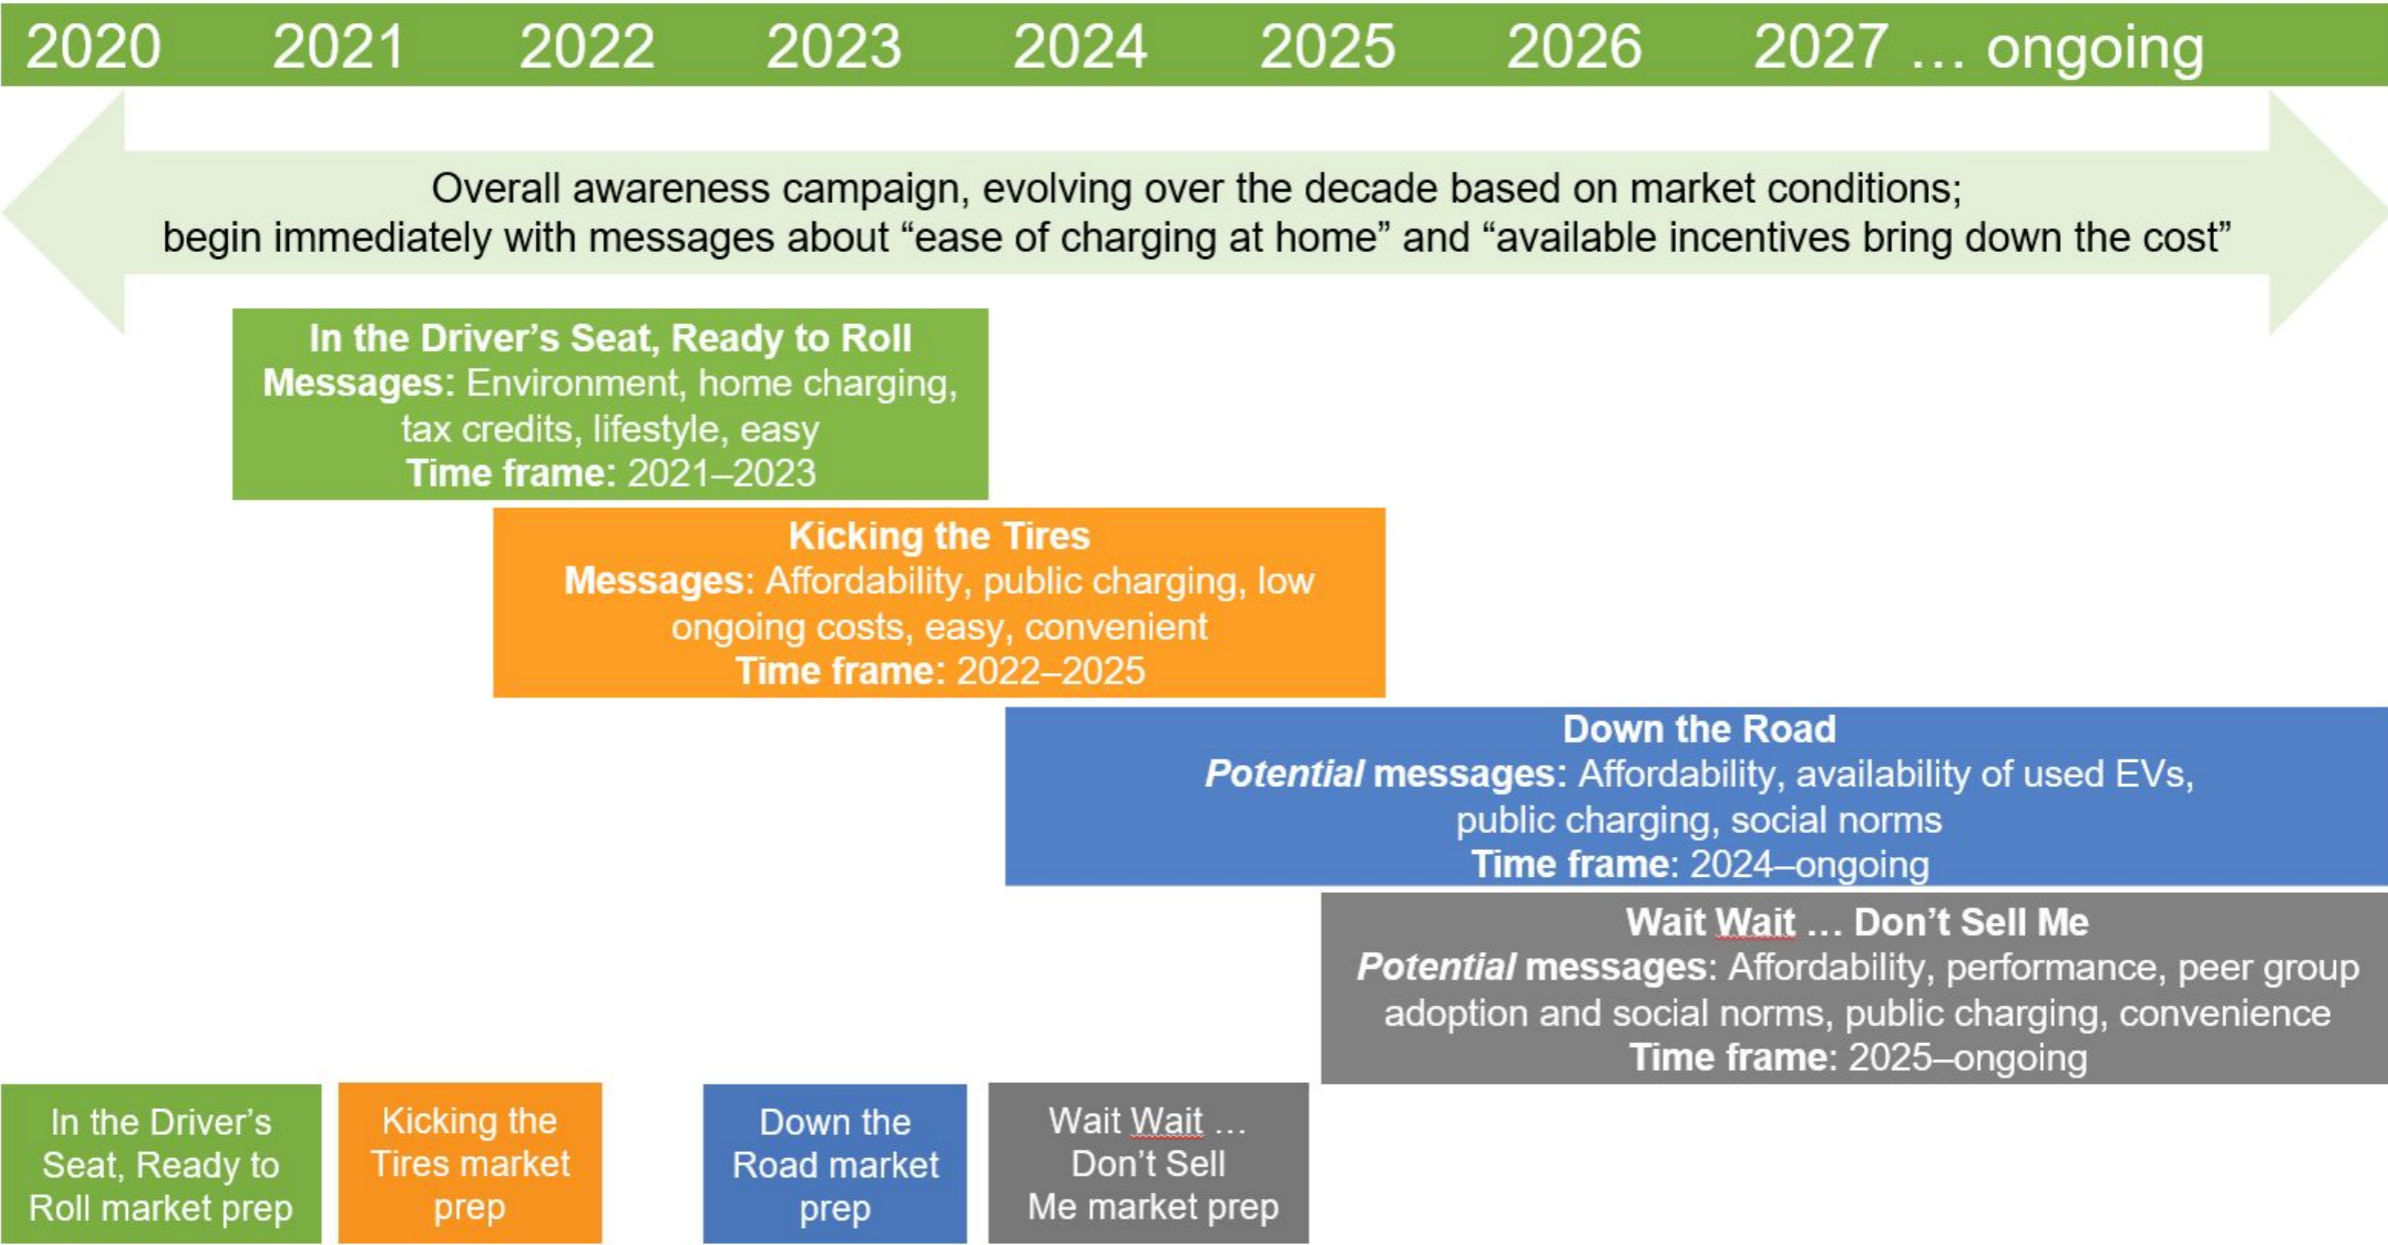 2020 2021 2022 2023 2024 2025 2026 2027 … ongoing
Overall awareness campaign, evolving over the decade based on market conditions;
begin immediately with messages about “ease of charging at home” and “available incentives bring down the cost”
In the Driver’s Seat, Ready to Roll
Messages: Environment, home charging,
tax credits, lifestyle, easy
Time frame: 2021–2023
Kicking the Tires
Messages: Affordability, public charging, low
ongoing costs, easy, convenient
Time frame: 2022–2025
Down the Road
Potential messages: Affordability, availability of used EVs,
public charging, social norms
Time frame: 2024–ongoing
Wait Wait … Don’t Sell Me
Potential messages: Affordability, performance, peer group
adoption and social norms, public charging, convenience
Time frame: 2025–ongoing
In the Driver’s
Seat, Ready to
Roll market prep
Kicking the
Tires market
prep
Down the
Road market
prep
Wait Wait …
Don’t Sell
Me market prep